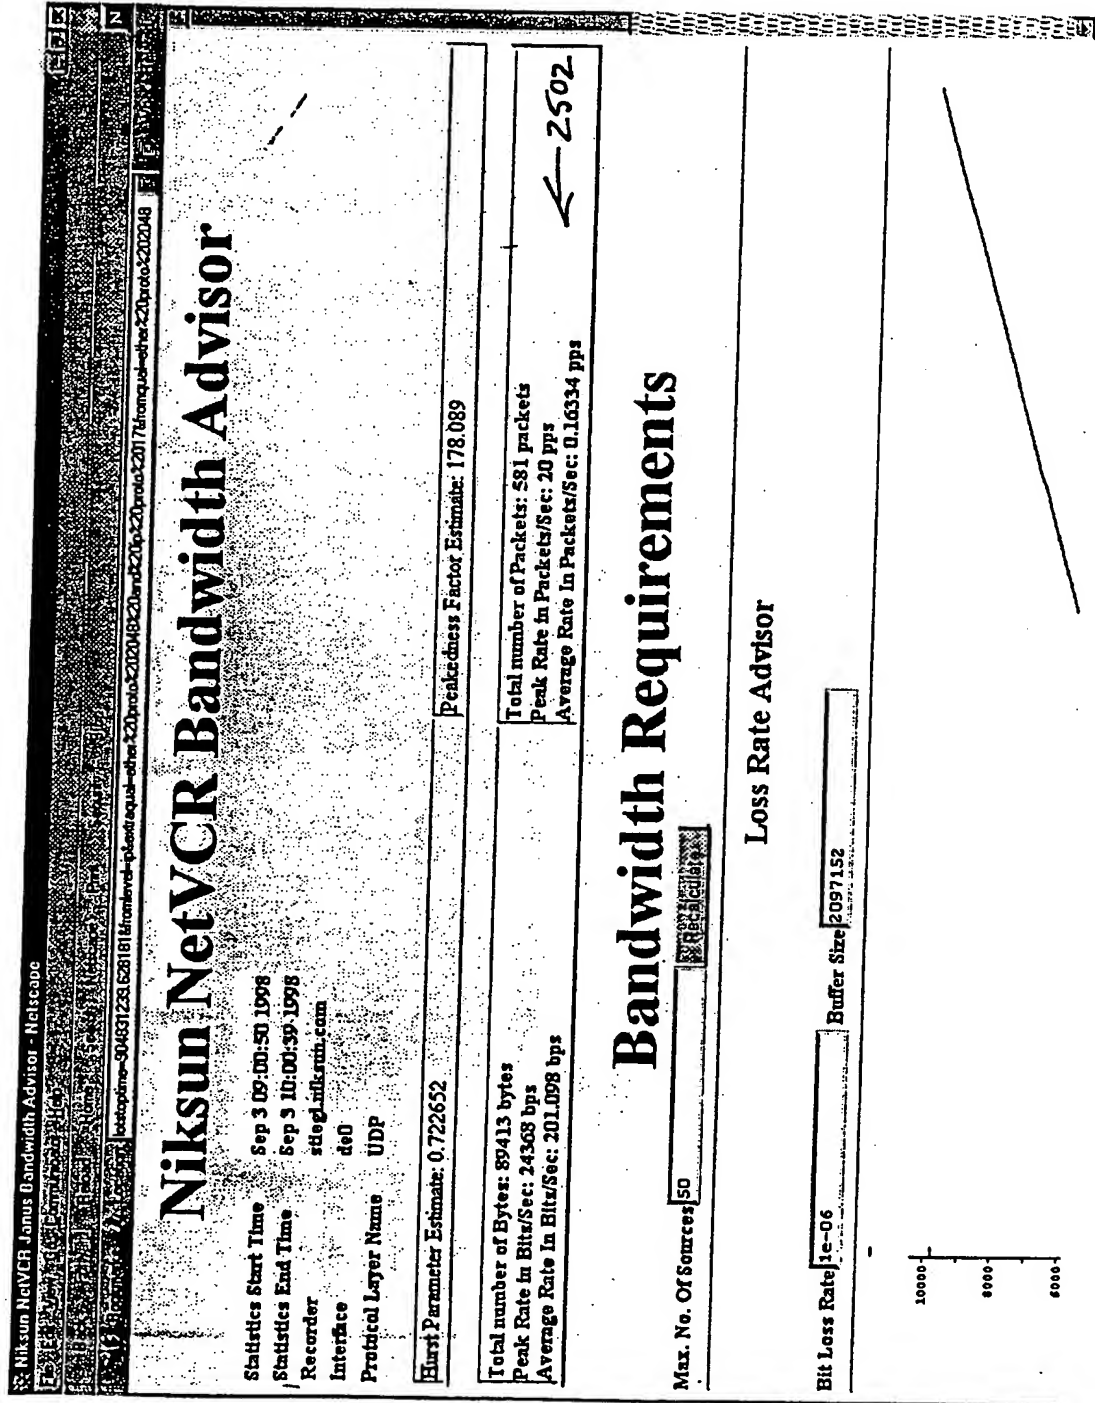 Niksun NetVCR Janus Bandwidth Advisor - Netscape
Niksun NetVCR Bandwidth Advisor
Statistics Start Time Sep 3 09:00:50 1998
Statistics End Time Sep 3 10:00:39 1998
Recorder stiegl.niksun.com
Interface de0
Protocol Layer Name UDP
Hurst Parameter Estimate: 0.722652 Peakedness Factor Estimate: 178.089
Total number of Bytes: 89413 bytes Total number of Packets: 581 packets
Peak Rate in Bits/Sec: 24368 bps Peak Rate in Packets/Sec: 20 pps
Average Rate In Bits/Sec: 201.098 bps Average Rate In Packets/Sec: 0.16334 pps
← 2502
Bandwidth Requirements
Max. No. Of Sources 50 Recalculate
Loss Rate Advisor
Bit Loss Rate 1e-06 Buffer Size 2097152
10000
8000
6000